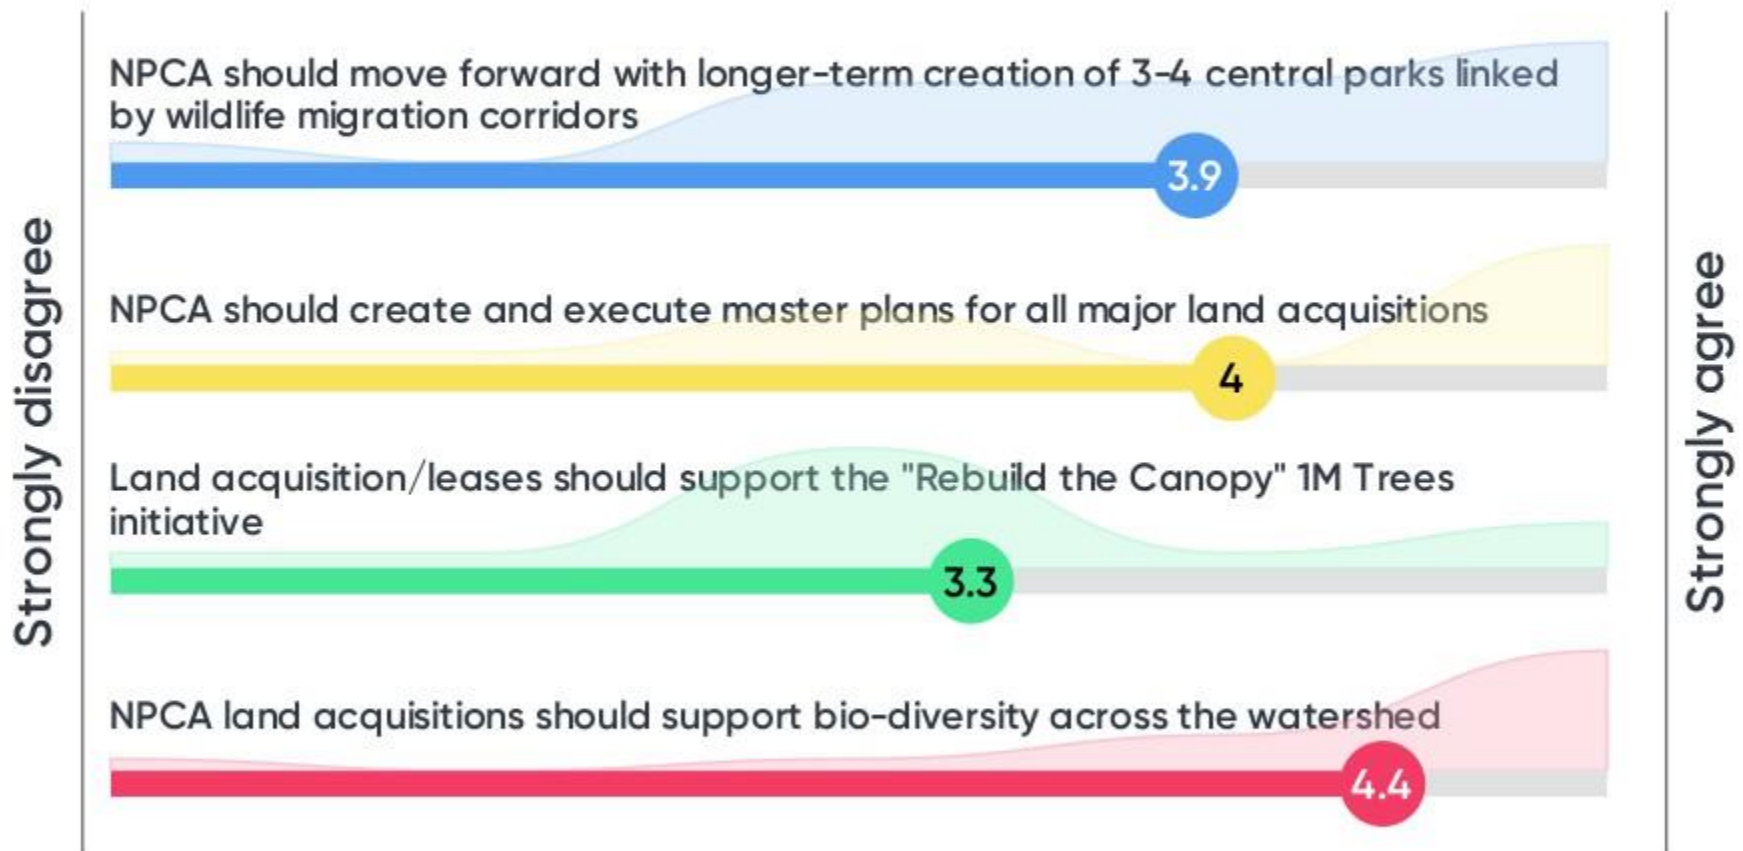 Strongly disagree
NPCA should move forward with longer-term creation of 3-4 central parks linked
by wildlife migration corridors
3.9
NPCA should create and execute master plans for all major land acquisitions
4
Land acquisition/leases should support the "Rebuild the Canopy" 1M Trees
initiative
3.3
NPCA land acquisitions should support bio-diversity across the watershed
4.4
Strongly agree